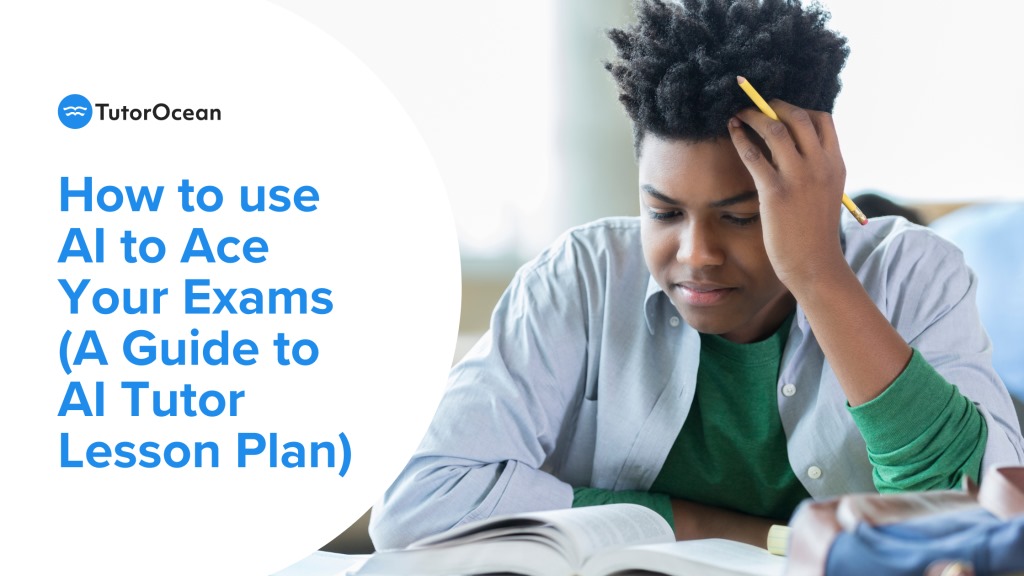 TutorOcean
How to use
AI to Ace
Your Exams
(A Guide to
AI Tutor
Lesson Plan)